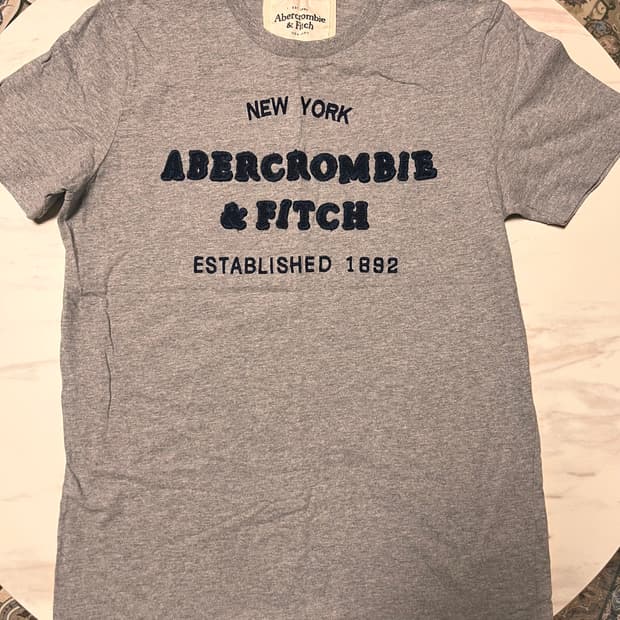 Abercrombie
& Fitch
NEW YORK
ABERCROMBIE
& FITCH
ESTABLISHED 1892